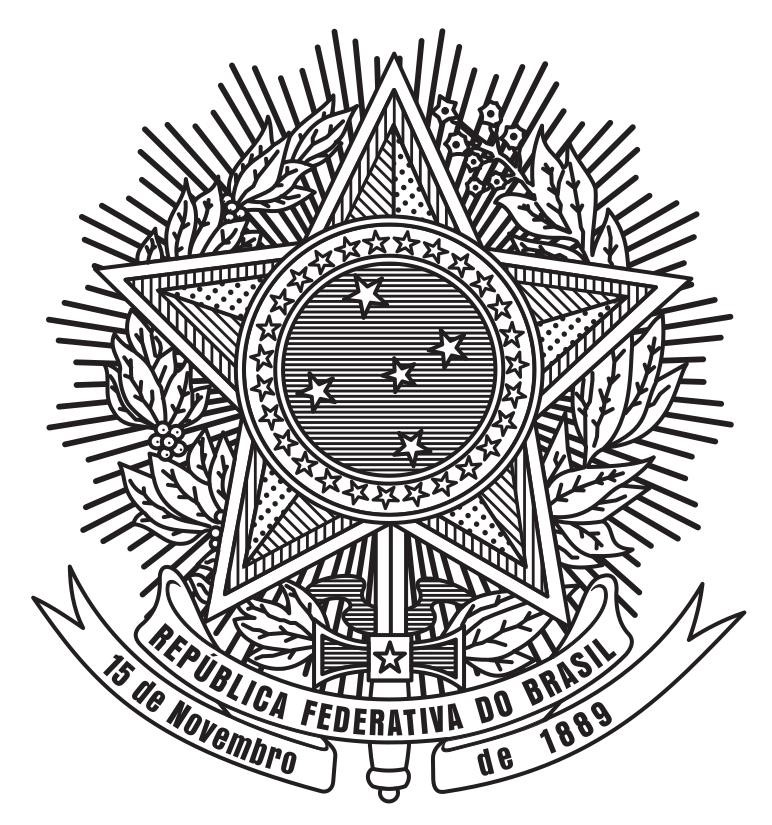 REPÚBLICA FEDERATIVA DO BRASIL
15 de Novembro de 1889